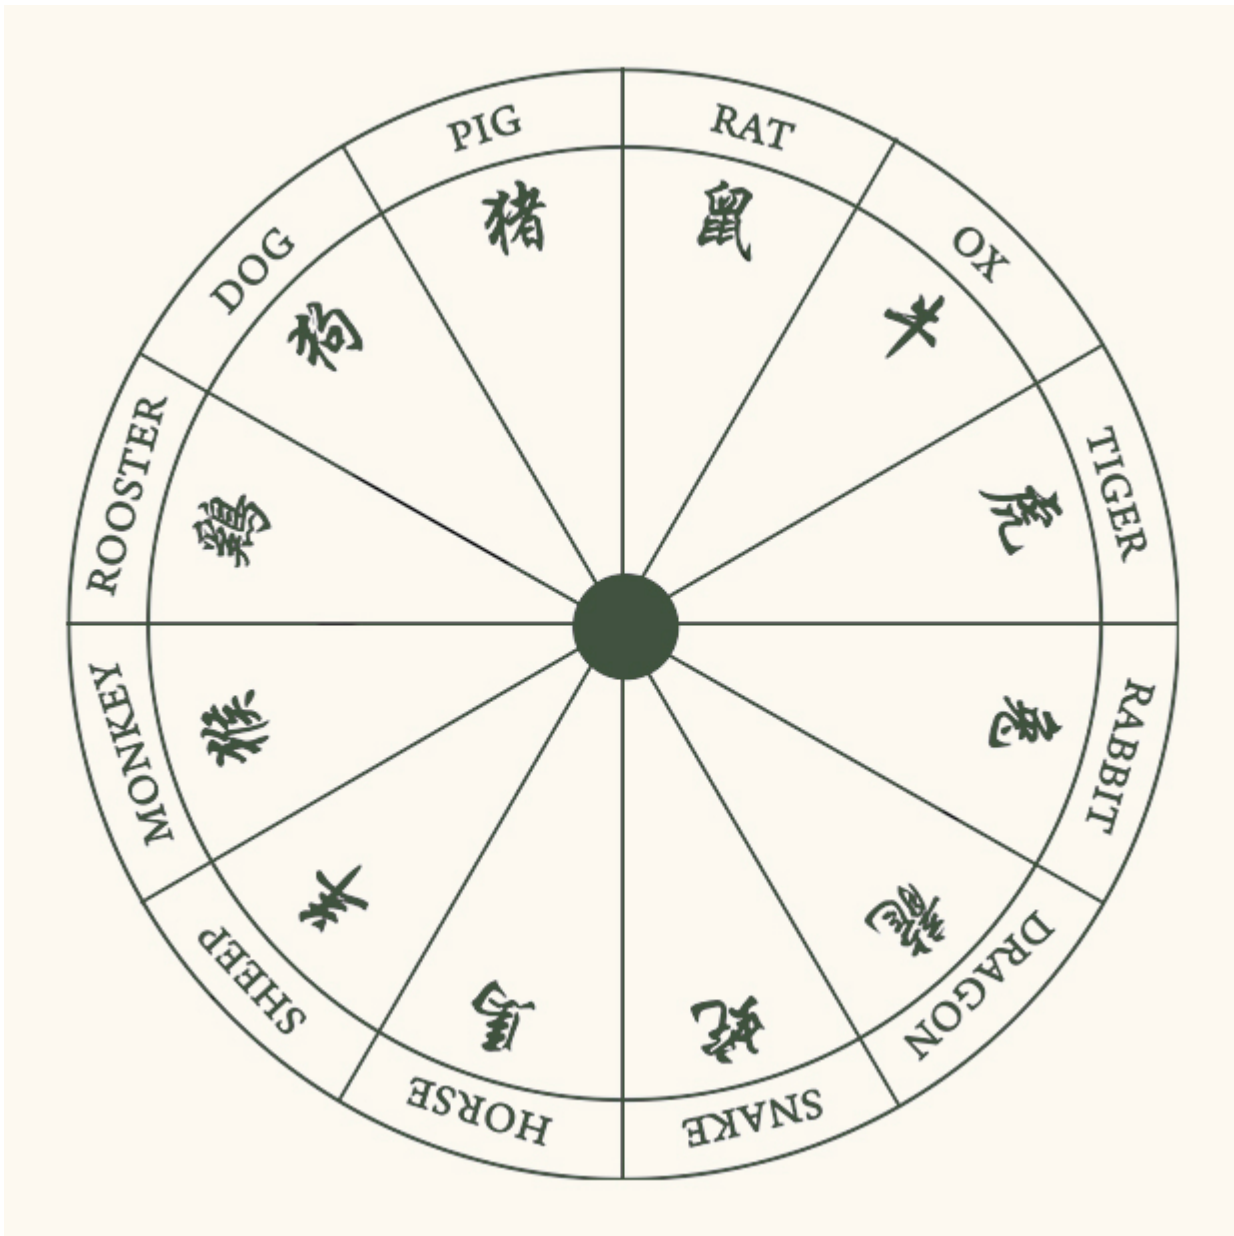 RAT
鼠
OX
牛
TIGER
虎
RABBIT
兔
DRAGON
龍
SNAKE
蛇
HORSE
馬
SHEEP
羊
MONKEY
猴
ROOSTER
鷄
DOG
狗
PIG
猪